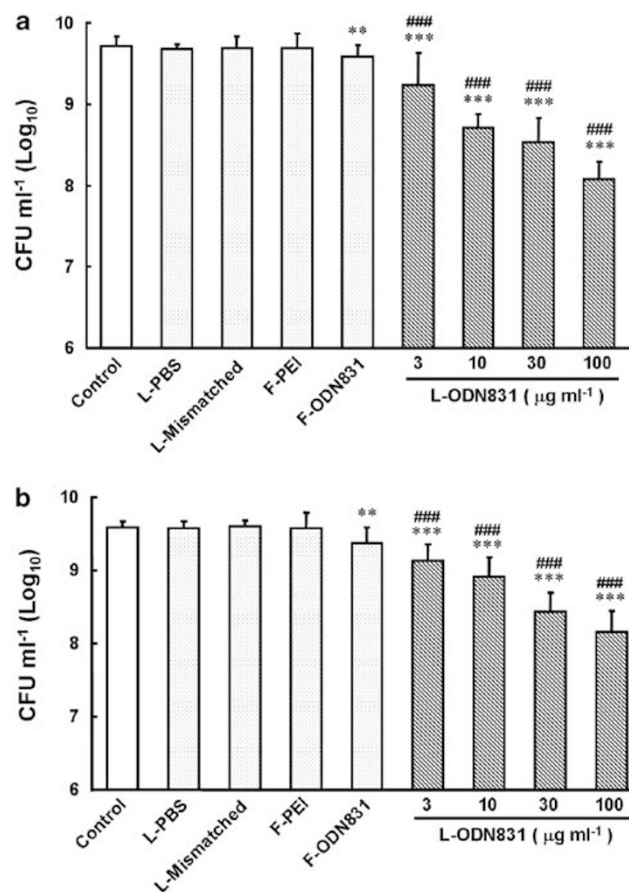 a
10
9
8
7
6
CFU ml⁻¹ (Log₁₀)
**
###
***
###
***
###
***
###
***
Control
L-PBS
L-Mismatched
F-PEI
F-ODN831
3 10 30 100
L-ODN831 ( μg ml⁻¹ )
b
10
9
8
7
6
CFU ml⁻¹ (Log₁₀)
**
###
***
###
***
###
***
###
***
Control
L-PBS
L-Mismatched
F-PEI
F-ODN831
3 10 30 100
L-ODN831 ( μg ml⁻¹ )